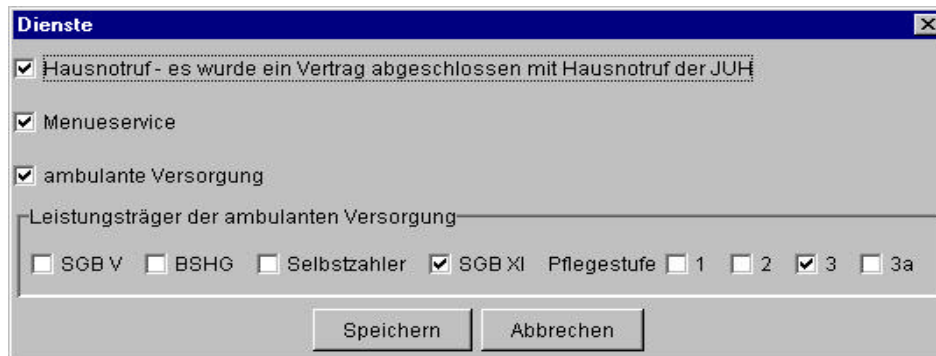 Dienste
Hausnotruf - es wurde ein Vertrag abgeschlossen mit Hausnotruf der JUH
Menueservice
ambulante Versorgung
Leistungsträger der ambulanten Versorgung
SGB V BSHG Selbstzahler SGB XI Pflegestufe 1 2 3 3a
Speichern Abbrechen